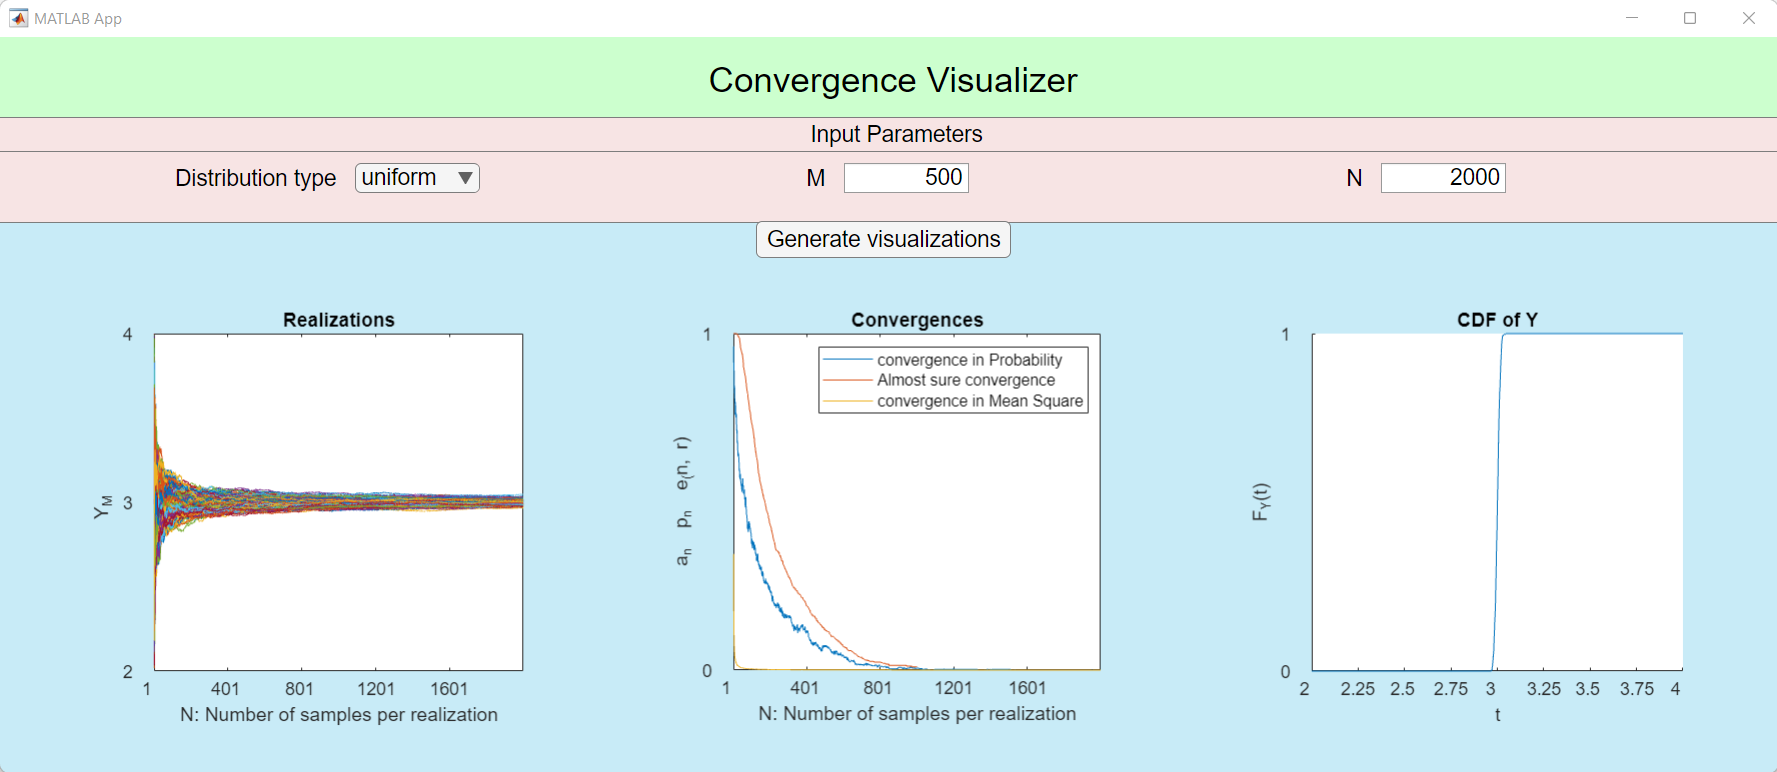 MATLAB App
Convergence Visualizer
Input Parameters
Distribution type uniform M 500 N 2000
Generate visualizations
Realizations
4
3
2
Y_M
1 401 801 1201 1601
N: Number of samples per realization
Convergences
1
0
convergence in Probability
Almost sure convergence
convergence in Mean Square
a_n p_n e(n, r)
1 401 801 1201 1601
N: Number of samples per realization
CDF of Y
1
0
F_Y(t)
2 2.25 2.5 2.75 3 3.25 3.5 3.75 4
t